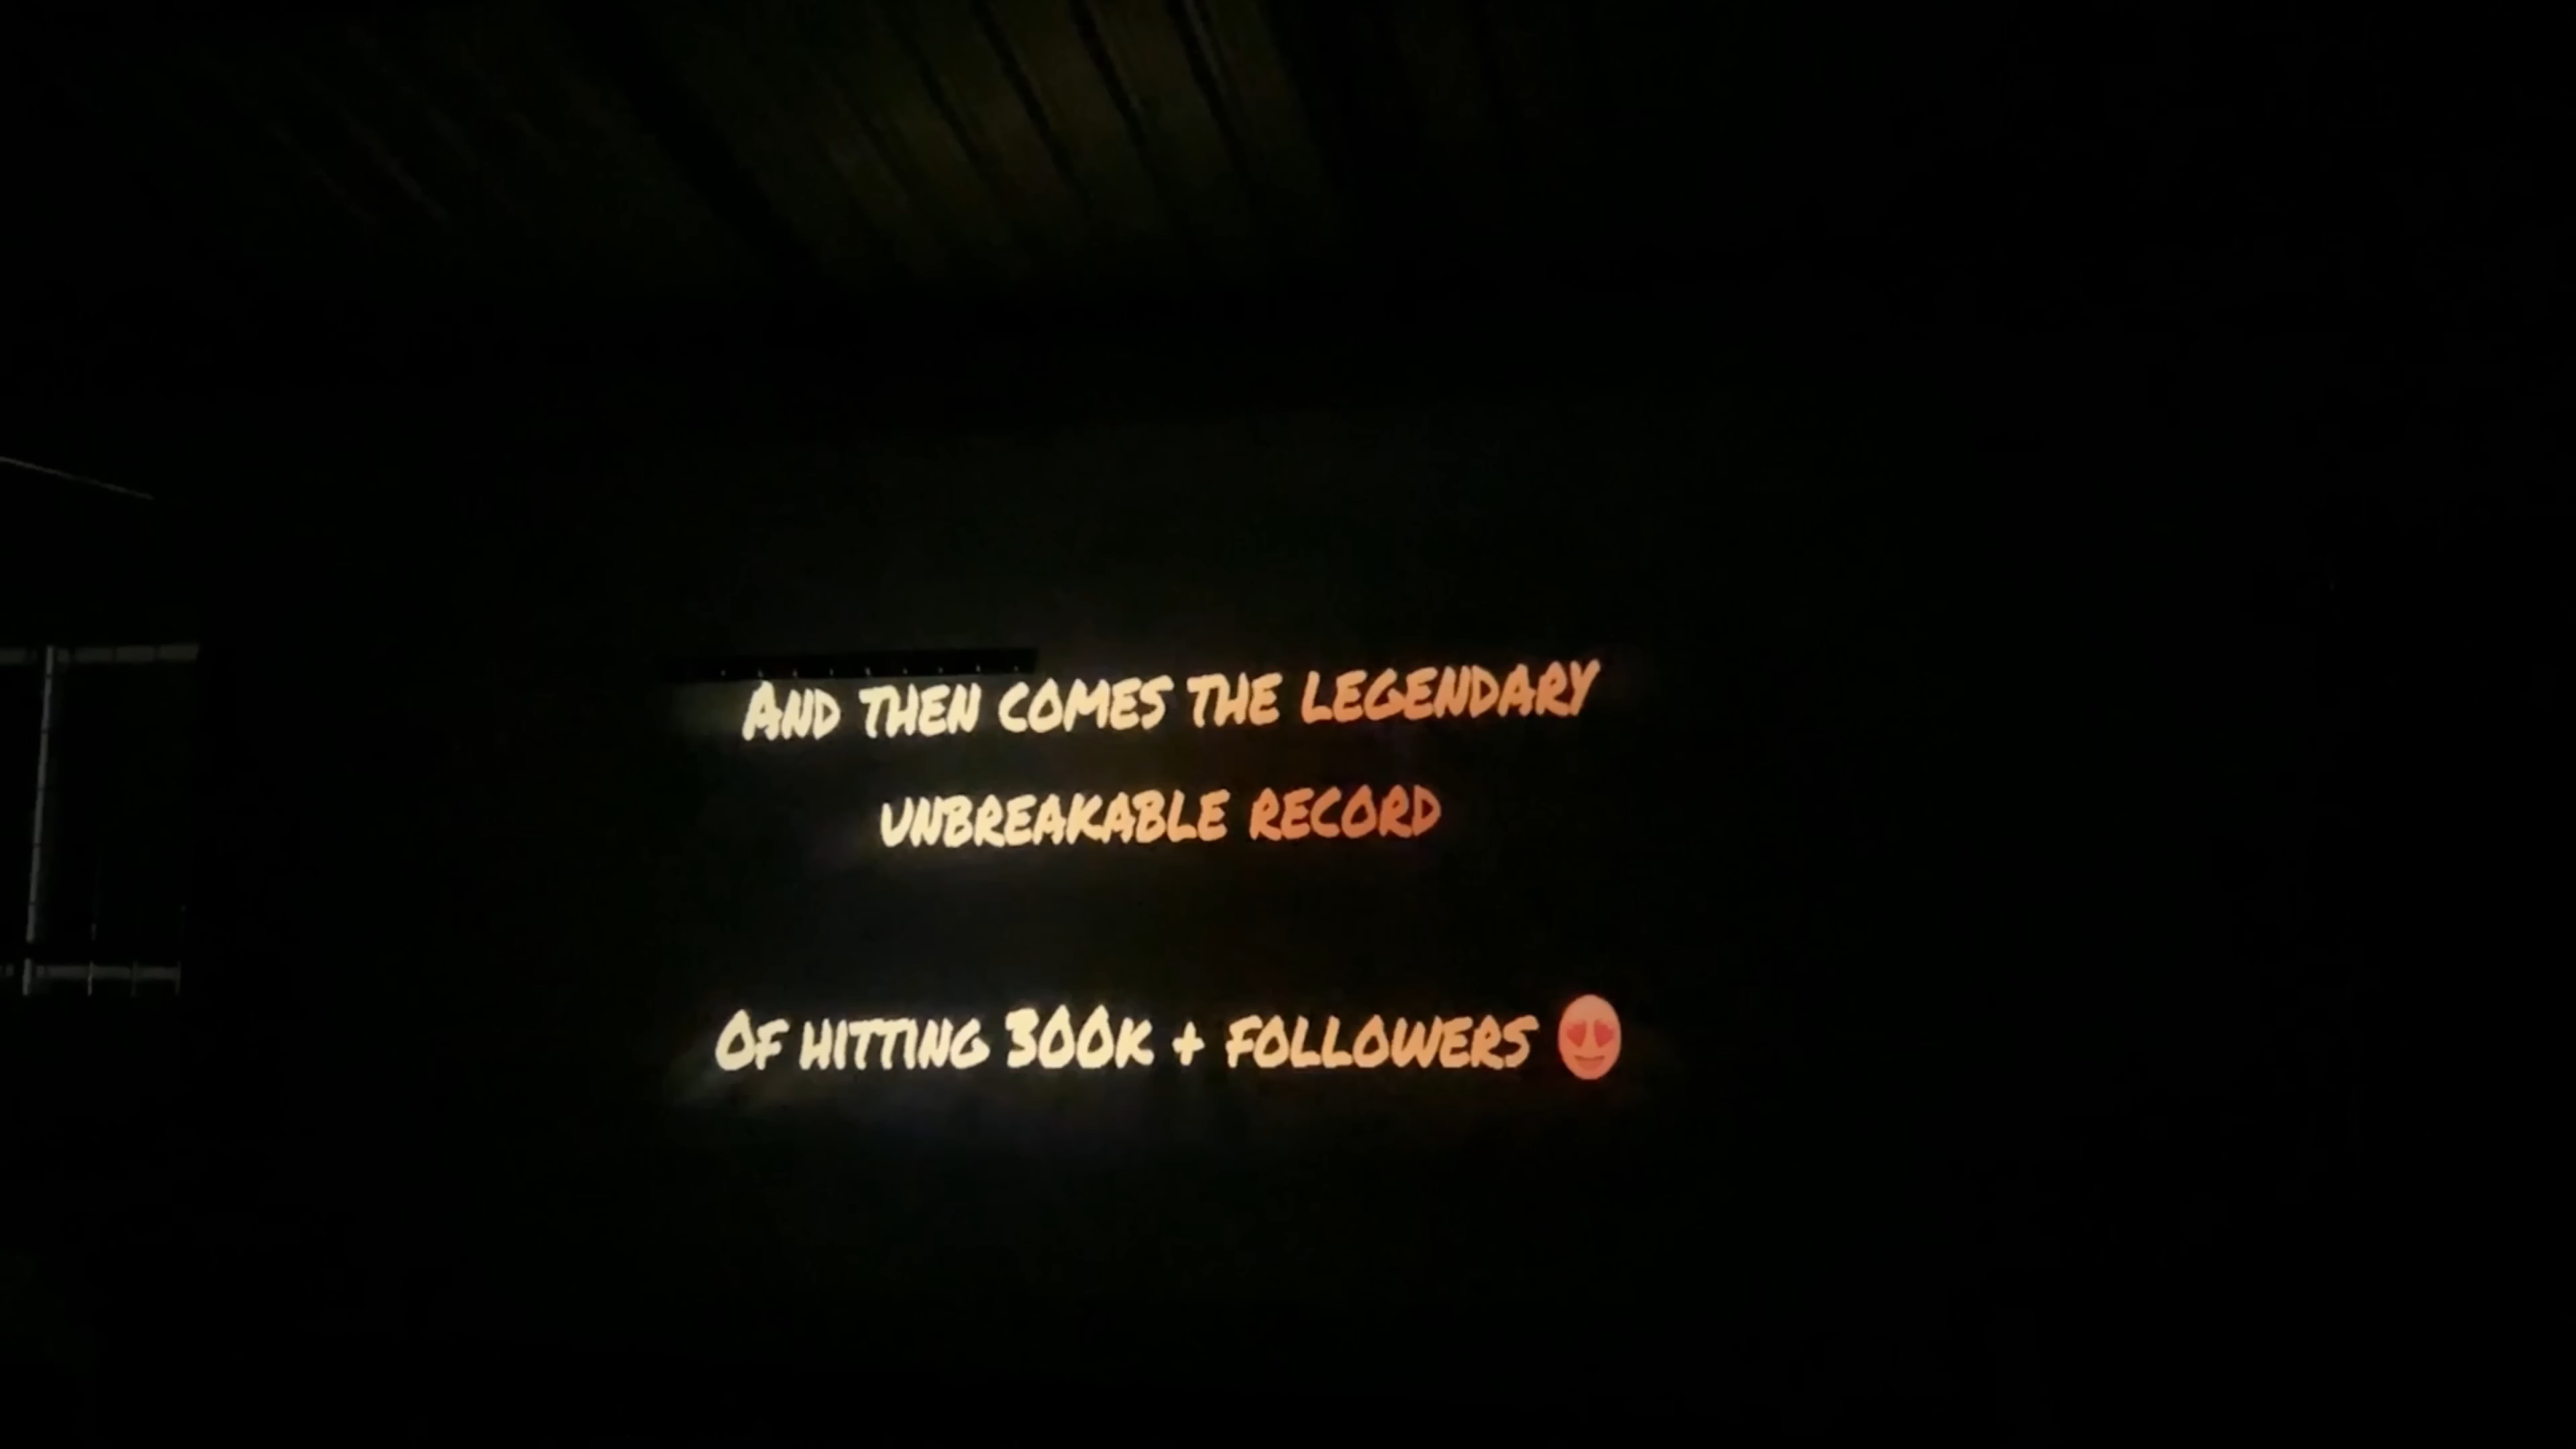 And then comes the legendary
unbreakable record
Of hitting 300k + followers 😍